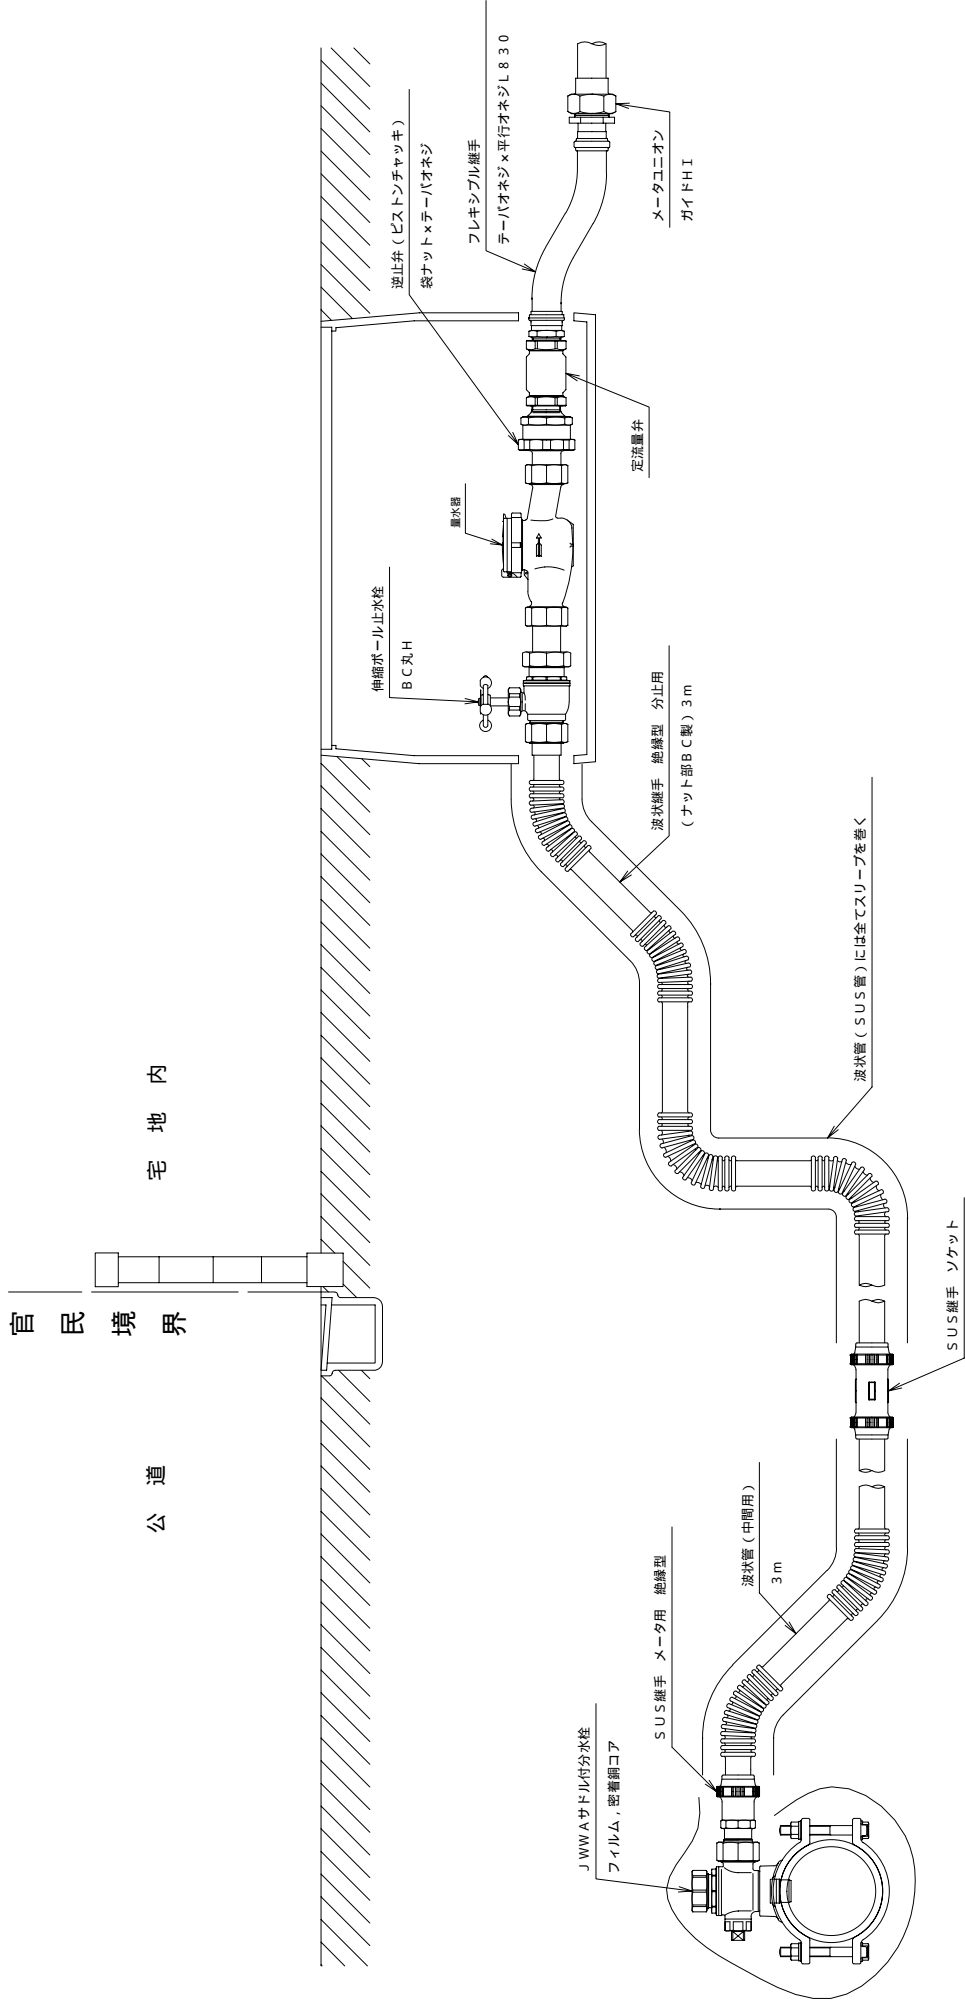 官民境界
公道
宅地内
JWWAサドル付分水栓
フィルム，密着銅コア
SUS継手　メータ用　絶縁型
波状管（中間用）
3m
SUS継手　ソケット
波状管（SUS管）には全てスリーブを巻く
波状継手　絶縁型　分止用
（ナット部BC製）3m
伸縮ボール止水栓
BC丸H
量水器
定流量弁
逆止弁（ピストンチャッキ）
袋ナット×テーパオネジ
フレキシブル継手
テーパオネジ×平行オネジL830
メータユニオン
ガイドHI